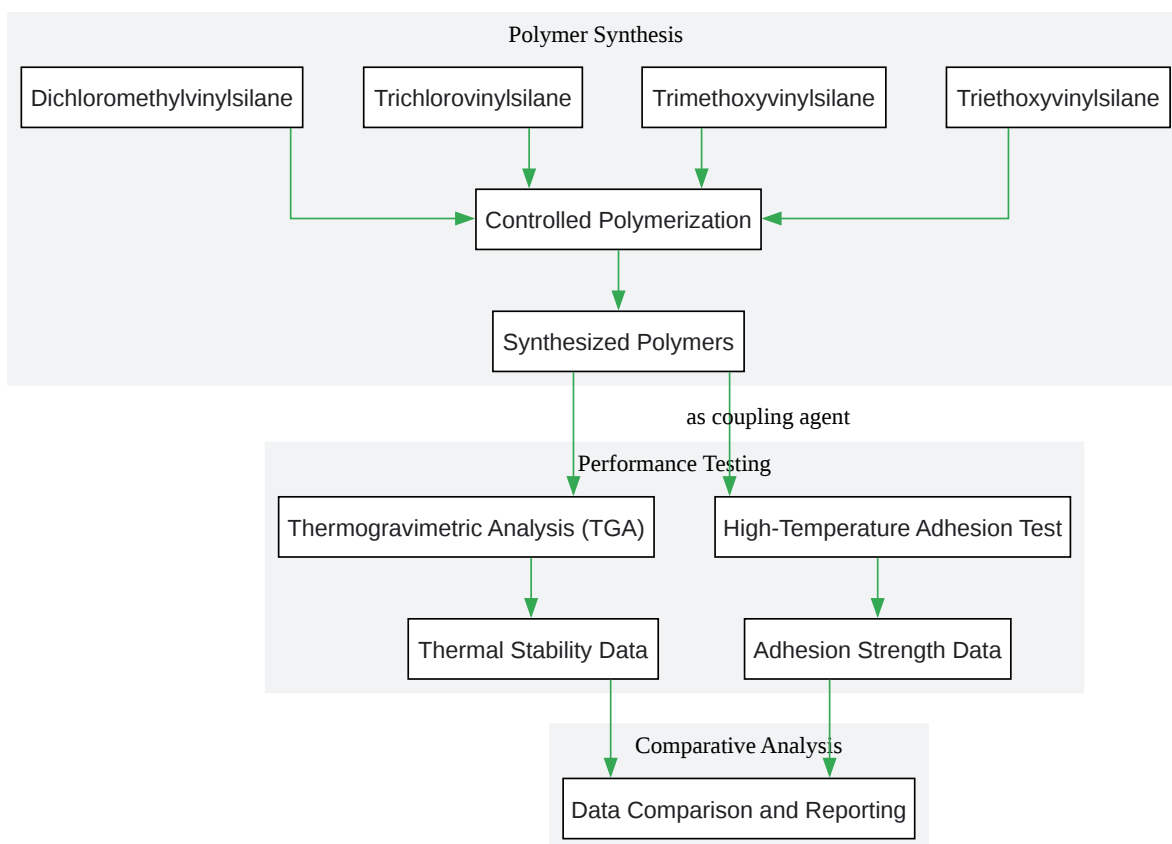 Polymer Synthesis
Dichloromethylvinylsilane
Trichlorovinylsilane
Trimethoxyvinylsilane
Triethoxyvinylsilane
Controlled Polymerization
Synthesized Polymers
as coupling agent
Performance Testing
Thermogravimetric Analysis (TGA)
High-Temperature Adhesion Test
Thermal Stability Data
Adhesion Strength Data
Comparative Analysis
Data Comparison and Reporting